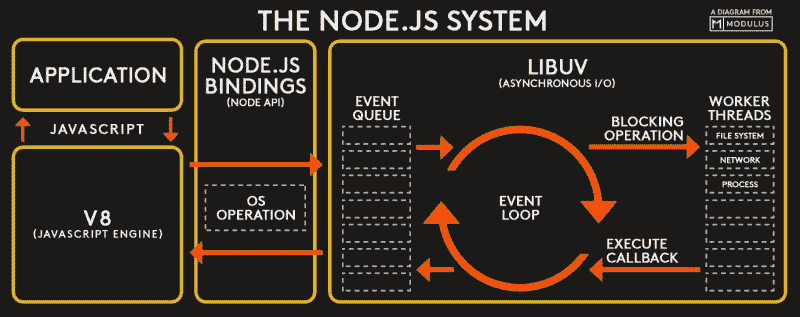 THE NODE.JS SYSTEM
A DIAGRAM FROM
MODULUS
APPLICATION
JAVASCRIPT
V8
(JAVASCRIPT ENGINE)
NODE.JS
BINDINGS
(NODE API)
OS
OPERATION
LIBUV
(ASYNCHRONOUS I/O)
EVENT
QUEUE
EVENT
LOOP
BLOCKING
OPERATION
EXECUTE
CALLBACK
WORKER
THREADS
FILE SYSTEM
NETWORK
PROCESS